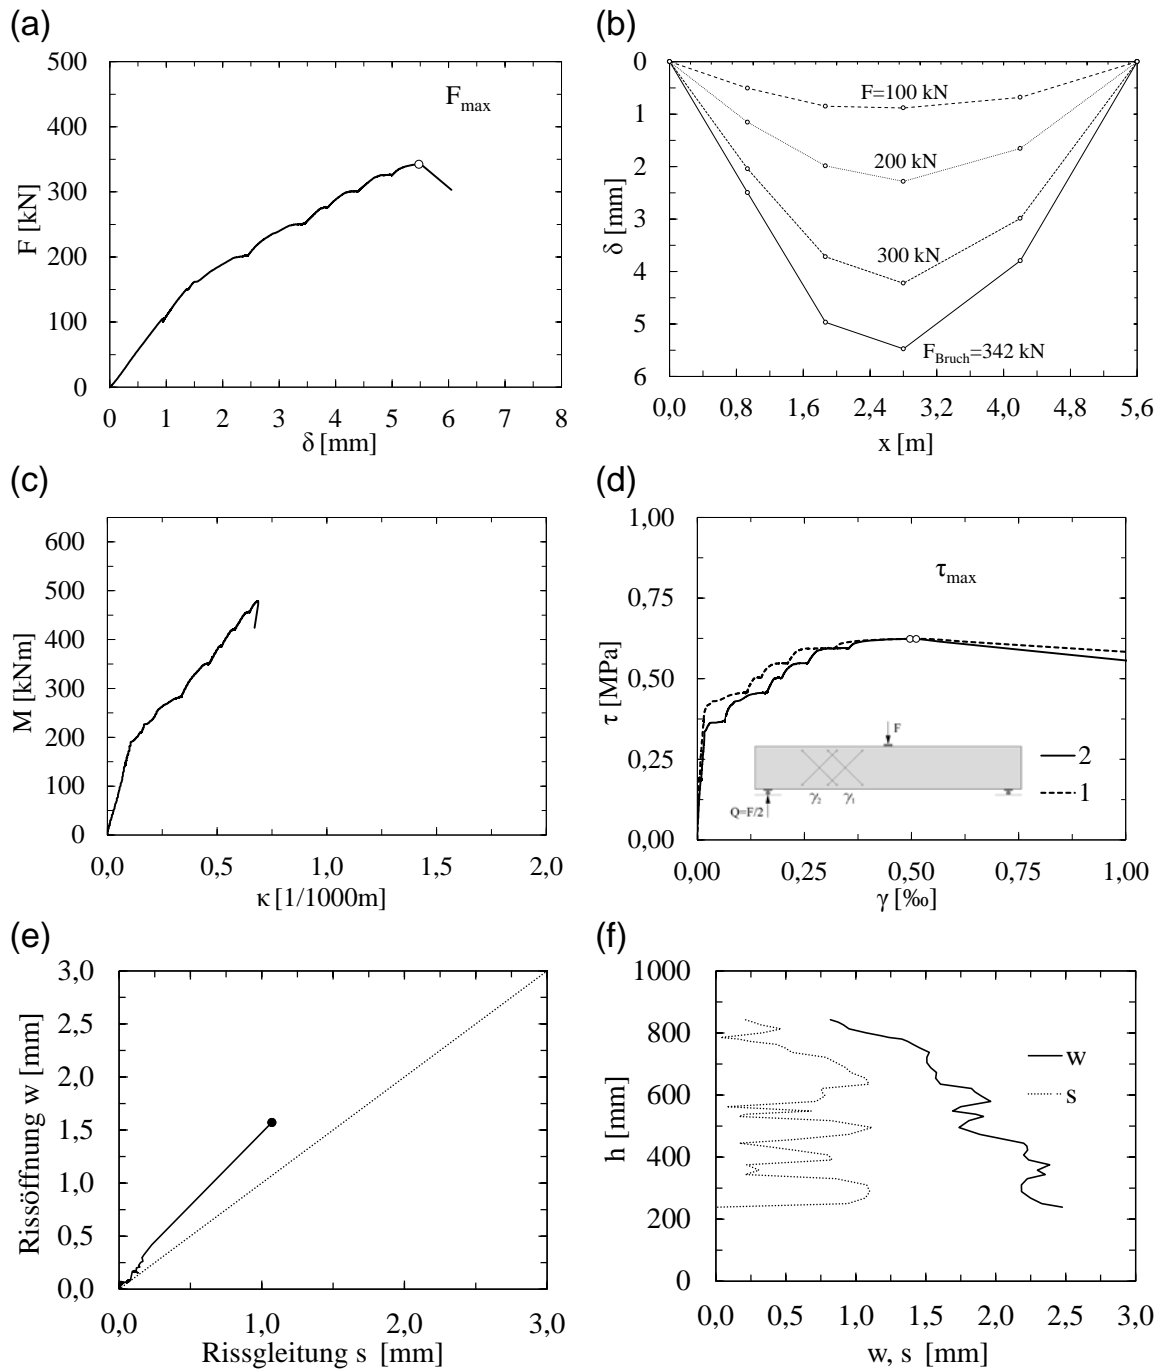 (a)
500
400
300
200
100
0
F [kN]
F_max
0 1 2 3 4 5 6 7 8
δ [mm]
(b)
0
1
2
3
4
5
6
δ [mm]
F=100 kN
200 kN
300 kN
F_Bruch=342 kN
0,0 0,8 1,6 2,4 3,2 4,0 4,8 5,6
x [m]
(c)
600
500
400
300
200
100
0
M [kNm]
0,0 0,5 1,0 1,5 2,0
κ [1/1000m]
(d)
1,00
0,75
0,50
0,25
0,00
τ [MPa]
τ_max
F
γ₂ γ₁
Q=F/2
2
1
0,00 0,25 0,50 0,75 1,00
γ [‰]
(e)
3,0
2,5
2,0
1,5
1,0
0,5
0,0
Rissöffnung w [mm]
0,0 1,0 2,0 3,0
Rissgleitung s [mm]
(f)
1000
800
600
400
200
0
h [mm]
w
s
0,0 0,5 1,0 1,5 2,0 2,5 3,0
w, s [mm]